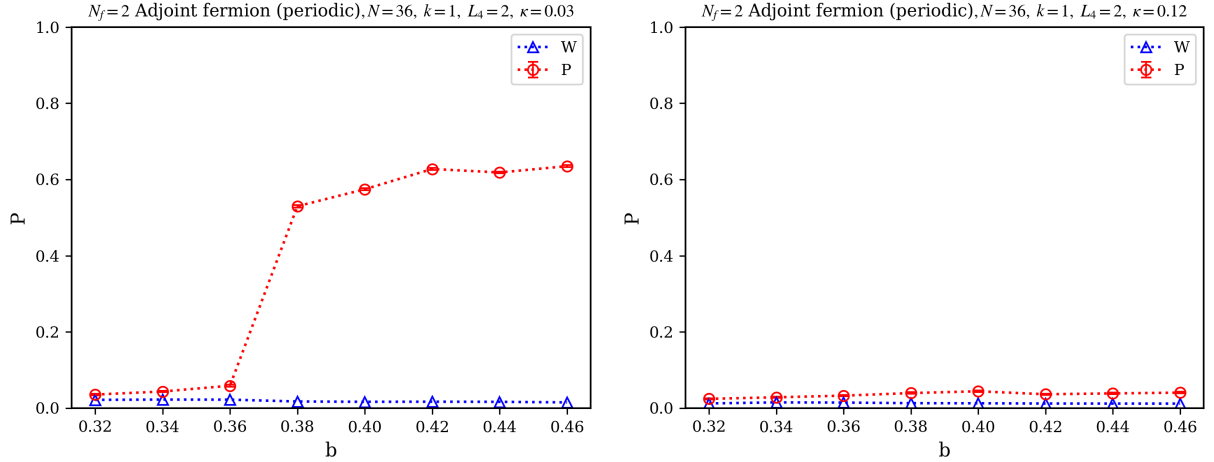 N_f = 2 Adjoint fermion (periodic), N = 36, k = 1, L_4 = 2, κ = 0.03
1.0
0.8
0.6
0.4
0.2
0.0
P
W
P
0.32 0.34 0.36 0.38 0.40 0.42 0.44 0.46
b
N_f = 2 Adjoint fermion (periodic), N = 36, k = 1, L_4 = 2, κ = 0.12
1.0
0.8
0.6
0.4
0.2
0.0
P
W
P
0.32 0.34 0.36 0.38 0.40 0.42 0.44 0.46
b